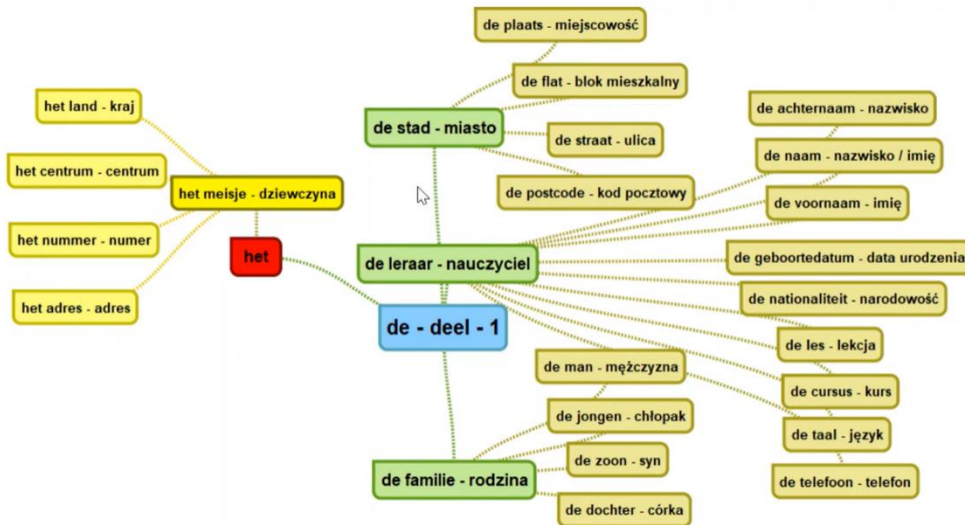 de plaats - miejscowość
de flat - blok mieszkalny
de stad - miasto
de straat - ulica
de postcode - kod pocztowy
het land - kraj
het centrum - centrum
het meisje - dziewczyna
het nummer - numer
het
het adres - adres
de achternaam - nazwisko
de naam - nazwisko / imię
de voornaam - imię
de leraar - nauczyciel
de geboortedatum - data urodzenia
de nationaliteit - narodowość
de - deel - 1
de les - lekcja
de cursus - kurs
de taal - język
de telefoon - telefon
de man - mężczyzna
de jongen - chłopak
de familie - rodzina
de zoon - syn
de dochter - córka